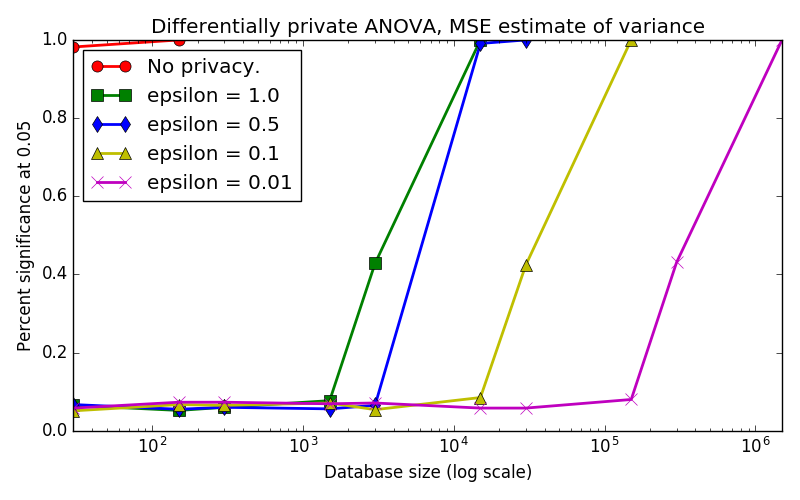 Differentially private ANOVA, MSE estimate of variance
Percent significance at 0.05
1.0
0.8
0.6
0.4
0.2
0.0
No privacy.
epsilon = 1.0
epsilon = 0.5
epsilon = 0.1
epsilon = 0.01
10² 10³ 10⁴ 10⁵ 10⁶
Database size (log scale)